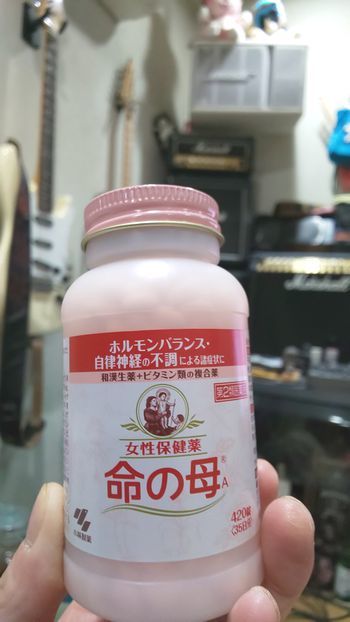 ホルモンバランス・
自律神経の不調による諸症状に
和漢生薬+ビタミン類の複合薬
第2類医薬品
女性保健薬
命の母®A
420錠
〈35日分〉
小林製薬
Marshall
Marshall